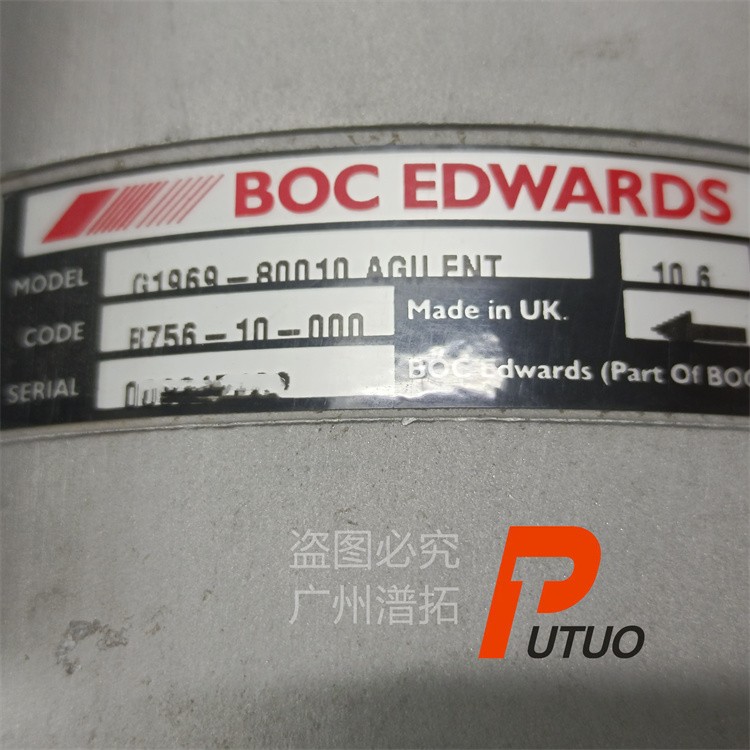 BOC EDWARDS
MODEL G1969-80010 AGILENT 10.6
CODE B756-10-000 Made in UK.
SERIAL BOC Edwards (Part Of BOC
盗图必究
广州潽拓
PUTUO